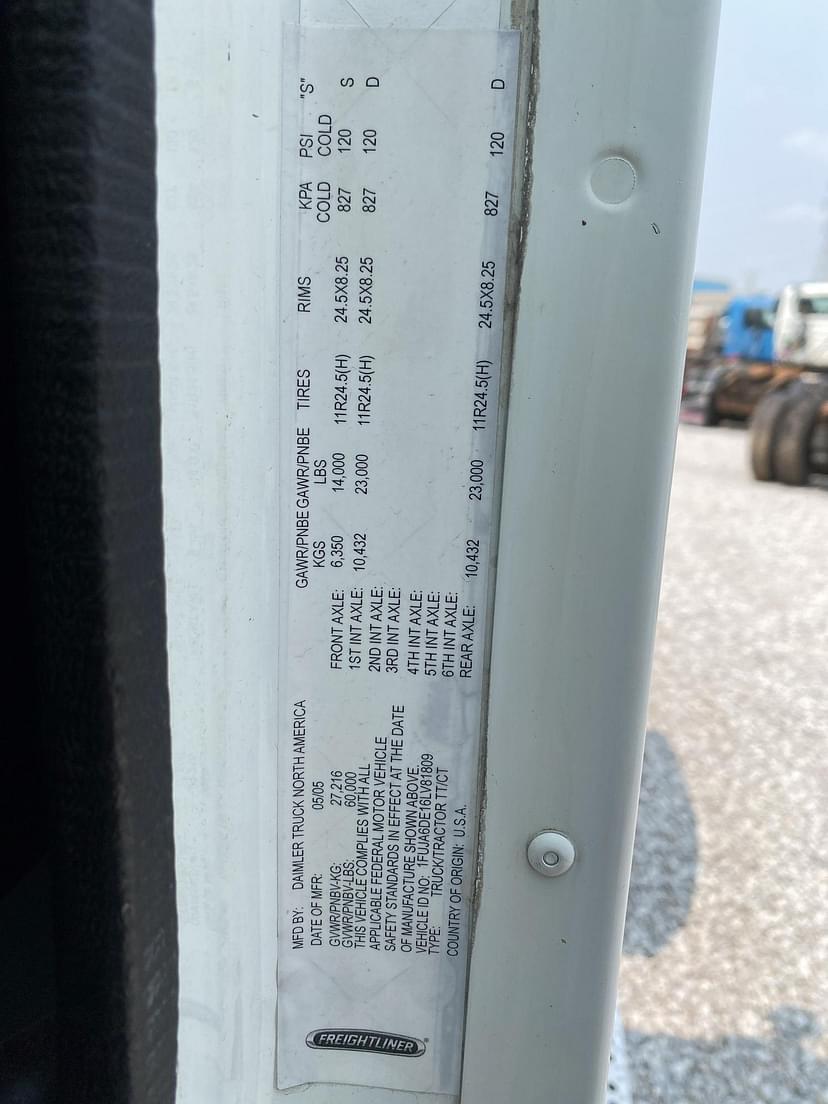 FREIGHTLINER
MFD BY: DAIMLER TRUCK NORTH AMERICA
DATE OF MFR: 05/05
GVWR/PNBV-KG: 27,216
GVWR/PNBV-LBS: 60,000
THIS VEHICLE COMPLIES WITH ALL
APPLICABLE FEDERAL MOTOR VEHICLE
SAFETY STANDARDS IN EFFECT AT THE DATE
OF MANUFACTURE SHOWN ABOVE.
VEHICLE ID NO: 1FUJA6DE16LV81809
TYPE: TRUCK/TRACTOR TT/CT
COUNTRY OF ORIGIN: U.S.A.
GAWR/PNBE GAWR/PNBE TIRES RIMS KPA PSI "S"
KGS LBS COLD COLD
FRONT AXLE: 6,350 14,000 11R24.5(H) 24.5X8.25 827 120 S
1ST INT AXLE: 10,432 23,000 11R24.5(H) 24.5X8.25 827 120 D
2ND INT AXLE:
3RD INT AXLE:
4TH INT AXLE:
5TH INT AXLE:
6TH INT AXLE:
REAR AXLE: 10,432 23,000 11R24.5(H) 24.5X8.25 827 120 D